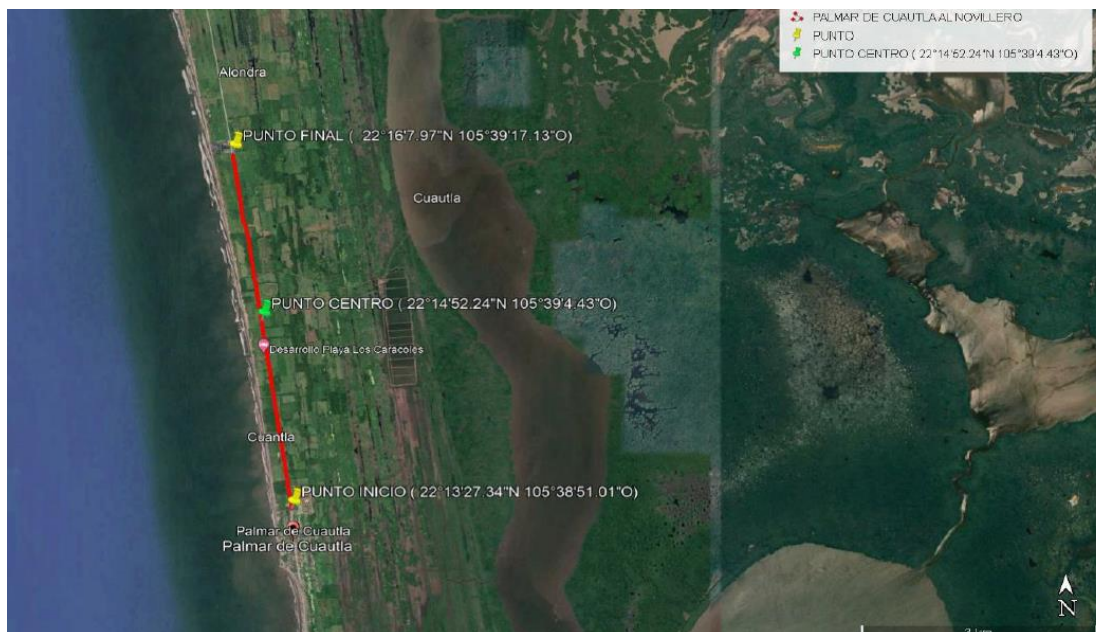 PALMAR DE CUAUTLA AL NOVILLERO
PUNTO
PUNTO CENTRO ( 22°14'52.24"N 105°39'4.43"O)
Alondra
PUNTO FINAL ( 22°16'7.97"N 105°39'17.13"O)
Cuautla
PUNTO CENTRO ( 22°14'52.24"N 105°39'4.43"O)
Desarrollo Playa Los Caracoles
Cuantla
PUNTO INICIO ( 22°13'27.34"N 105°38'51.01"O)
Palmar de Cuautla
Palmar de Cuautla
N